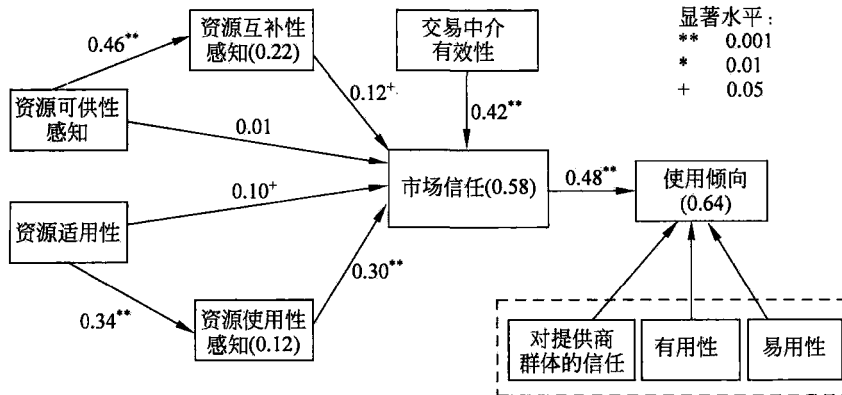 资源互补性
感知(0.22)
交易中介
有效性
显著水平：
** 0.001
* 0.01
+ 0.05
0.46**
资源可供性
感知
0.12+
0.42**
0.01
市场信任(0.58)
0.48**
使用倾向
(0.64)
0.10+
资源适用性
0.30**
0.34**
资源使用性
感知(0.12)
对提供商
群体的信任
有用性
易用性